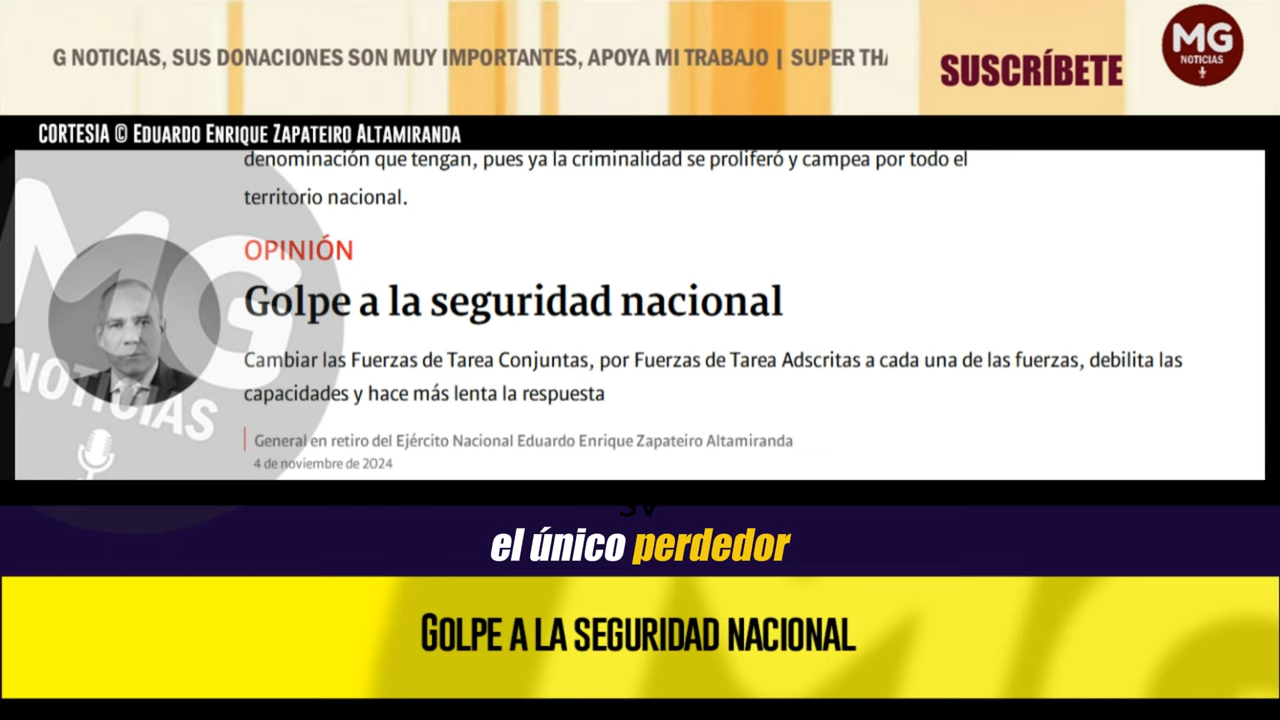 G NOTICIAS, SUS DONACIONES SON MUY IMPORTANTES, APOYA MI TRABAJO | SUPER
SUSCRÍBETE
MG
NOTICIAS
CORTESIA © EDUARDO ENRIQUE ZAPATEIRO ALTAMIRANDA
denominación que tengan, pues ya la criminalidad se proliferó y campea por todo el
territorio nacional.
OPINIÓN
Golpe a la seguridad nacional
Cambiar las Fuerzas de Tarea Conjuntas, por Fuerzas de Tarea Adscritas a cada una de las fuerzas, debilita las
capacidades y hace más lenta la respuesta
General en retiro del Ejército Nacional Eduardo Enrique Zapateiro Altamiranda
4 de noviembre de 2024
MG
NOTICIAS
el único perdedor
GOLPE A LA SEGURIDAD NACIONAL